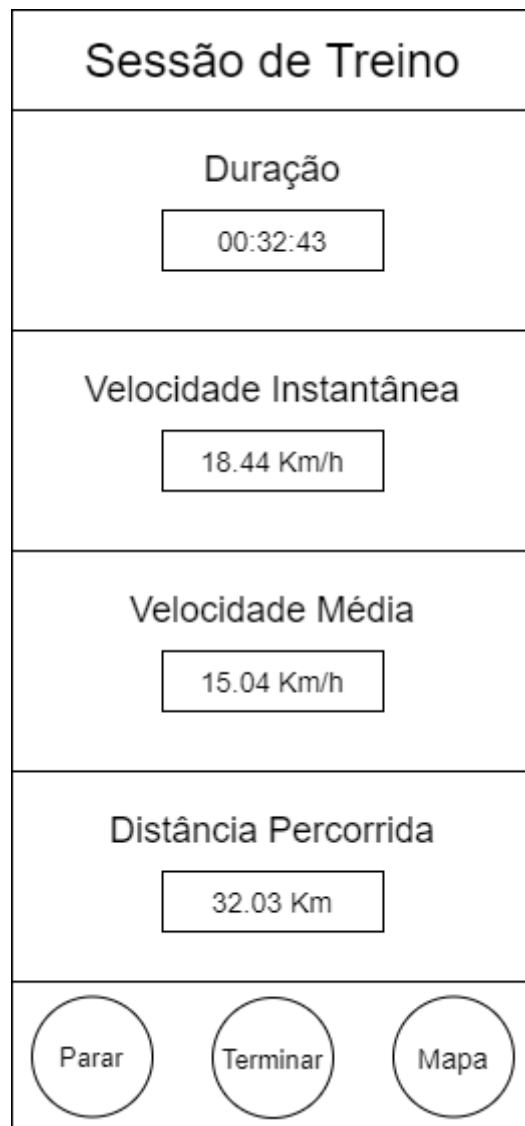 Sessão de Treino
Duração
00:32:43
Velocidade Instantânea
18.44 Km/h
Velocidade Média
15.04 Km/h
Distância Percorrida
32.03 Km
Parar Terminar Mapa